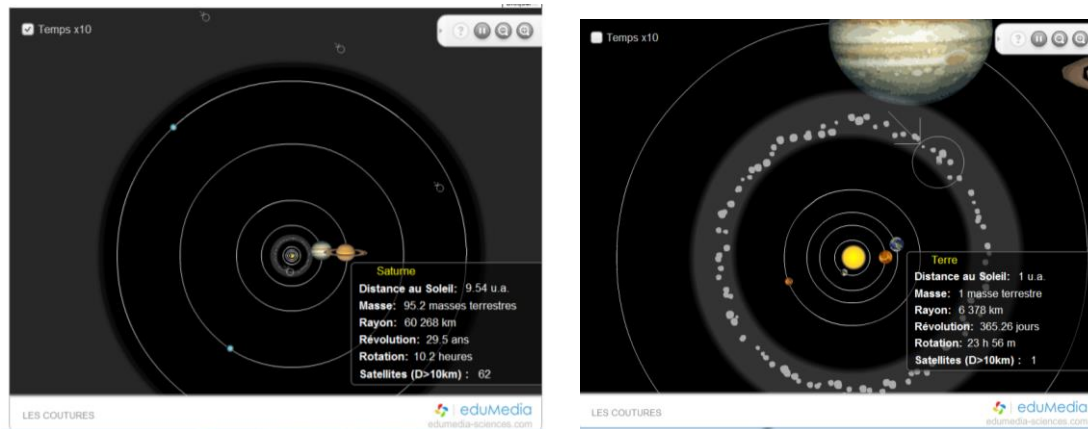 Temps x10
Saturne
Distance au Soleil: 9.54 u.a.
Masse: 95.2 masses terrestres
Rayon: 60 268 km
Révolution: 29.5 ans
Rotation: 10.2 heures
Satellites (D>10km) : 62
LES COUTURES
eduMedia
edumedia-sciences.com
Temps x10
Terre
Distance au Soleil: 1 u.a.
Masse: 1 masse terrestre
Rayon: 6 378 km
Révolution: 365.26 jours
Rotation: 23 h 56 m
Satellites (D>10km) : 1
LES COUTURES
eduMedia
edumedia-sciences.com